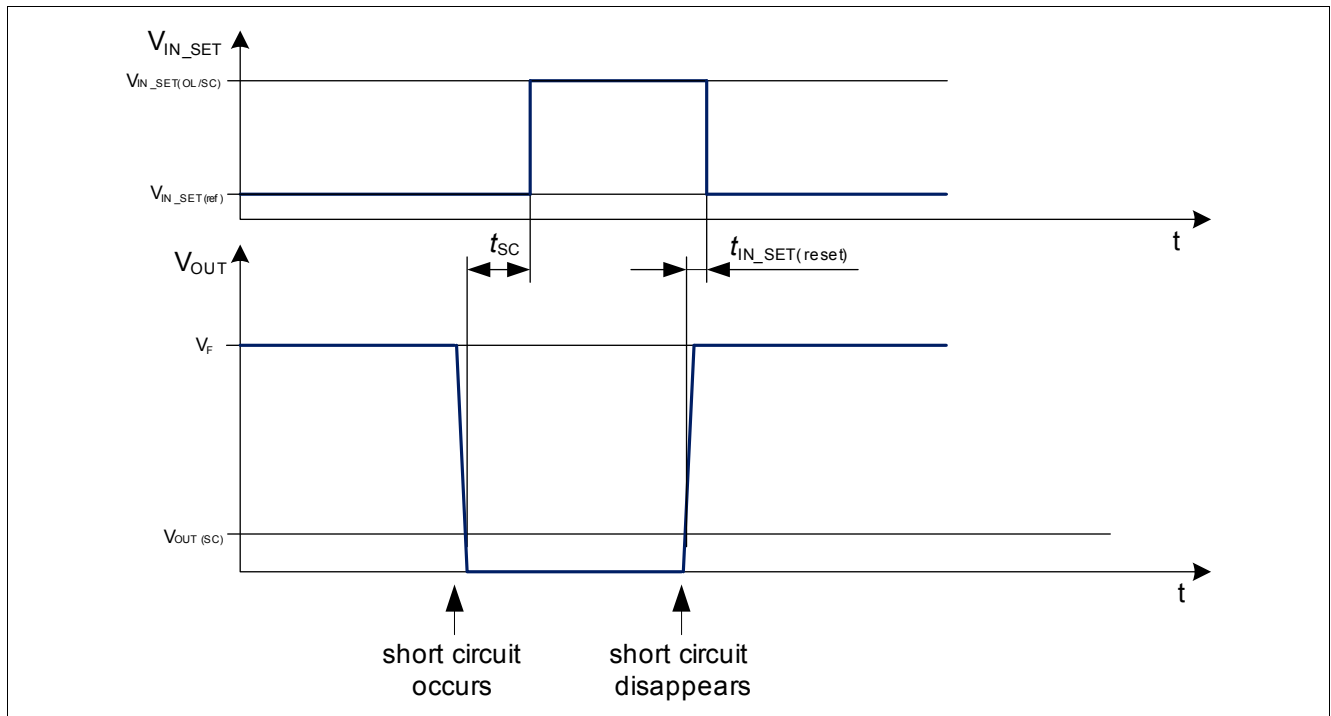 V_IN_SET
V_IN_SET(OL/SC)
V_IN_SET(ref)
t
t_SC
t_IN_SET(reset)
V_OUT
V_F
V_OUT(SC)
t
short circuit
occurs
short circuit
disappears